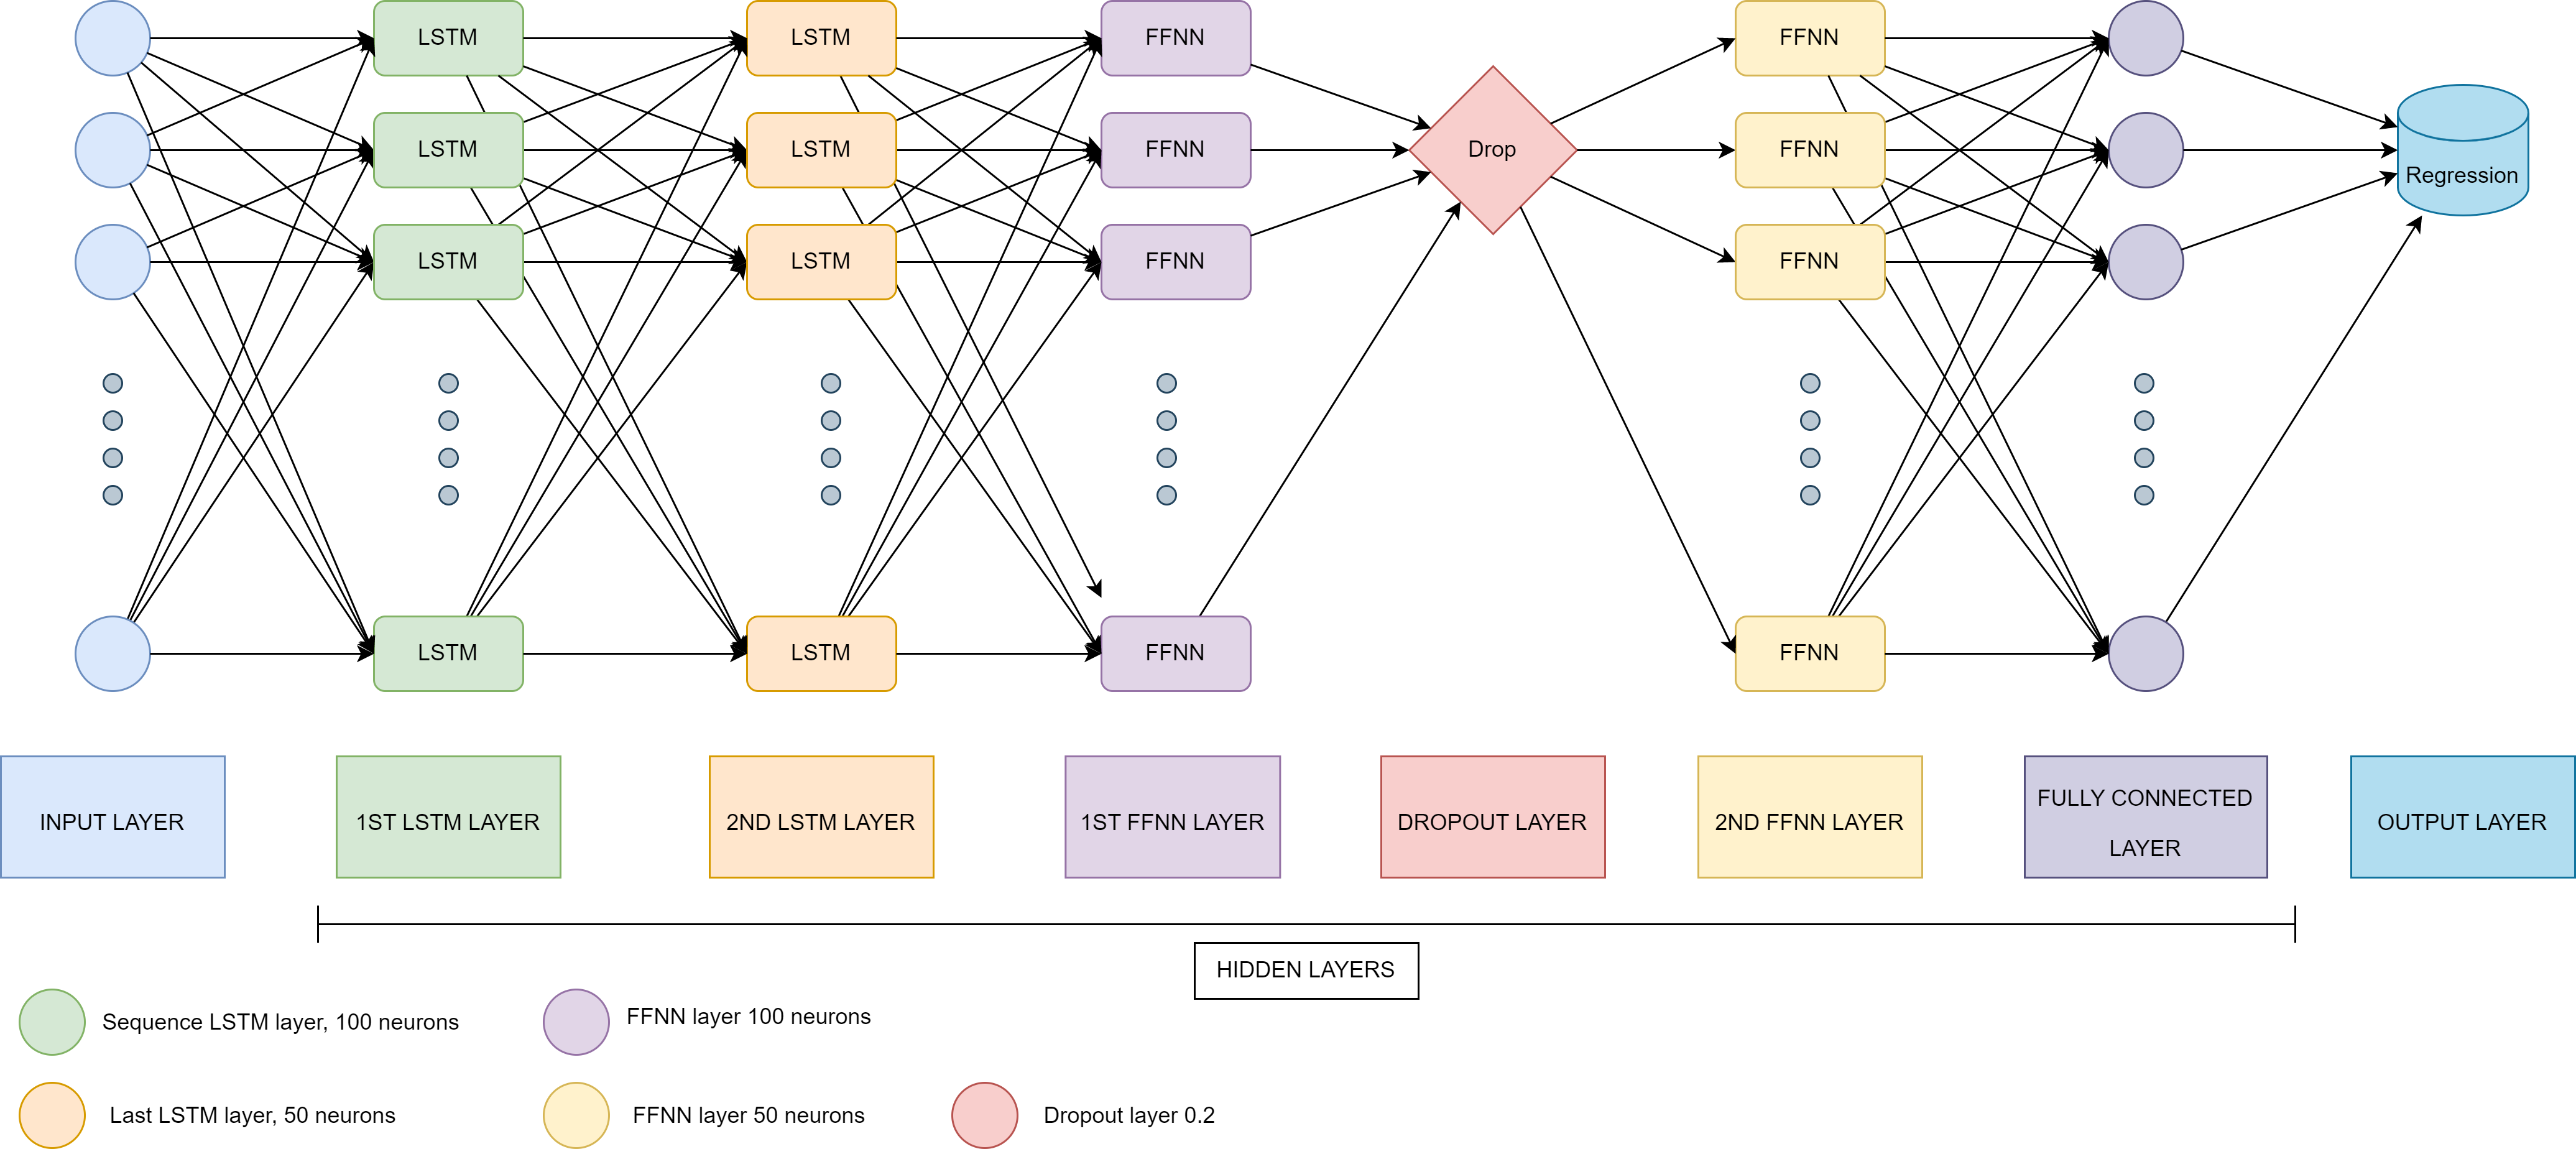 LSTM
LSTM
FFNN
FFNN
LSTM
LSTM
FFNN
Drop
FFNN
Regression
LSTM
LSTM
FFNN
FFNN
LSTM
LSTM
FFNN
FFNN
INPUT LAYER
1ST LSTM LAYER
2ND LSTM LAYER
1ST FFNN LAYER
DROPOUT LAYER
2ND FFNN LAYER
FULLY CONNECTED
LAYER
OUTPUT LAYER
HIDDEN LAYERS
Sequence LSTM layer, 100 neurons
FFNN layer 100 neurons
Last LSTM layer, 50 neurons
FFNN layer 50 neurons
Dropout layer 0.2